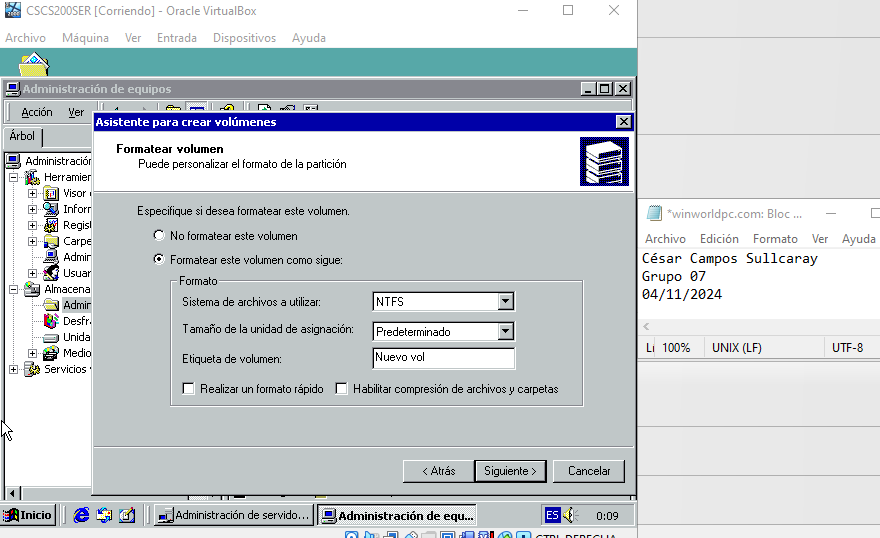 CSCS200SER [Corriendo] - Oracle VirtualBox
Archivo Máquina Ver Entrada Dispositivos Ayuda
Administración de equipos
Acción Ver
Árbol
Asistente para crear volúmenes
Formatear volumen
Puede personalizar el formato de la partición
Administración
Herramien
Visor
Inform
Regist
Carpe
Admin
Usuar
Almacena
Admin
Desfra
Unida
Medio
Servicios
Especifique si desea formatear este volumen.
No formatear este volumen
Formatear este volumen como sigue:
Formato
Sistema de archivos a utilizar: NTFS
Tamaño de la unidad de asignación: Predeterminado
Etiqueta de volumen: Nuevo vol
Realizar un formato rápido Habilitar compresión de archivos y carpetas
< Atrás Siguiente > Cancelar
*winworldpc.com: Bloc ...
Archivo Edición Formato Ver Ayuda
César Campos Sullcaray
Grupo 07
04/11/2024
100% UNIX (LF) UTF-8
Inicio Administración de servido... Administración de equ... ES 0:09
CTRL DERECHA